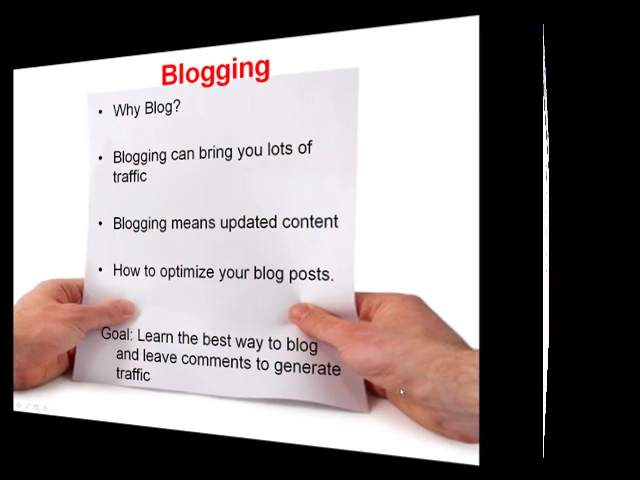 Blogging
• Why Blog?
• Blogging can bring you lots of
traffic
• Blogging means updated content
• How to optimize your blog posts.
Goal: Learn the best way to blog
and leave comments to generate
traffic